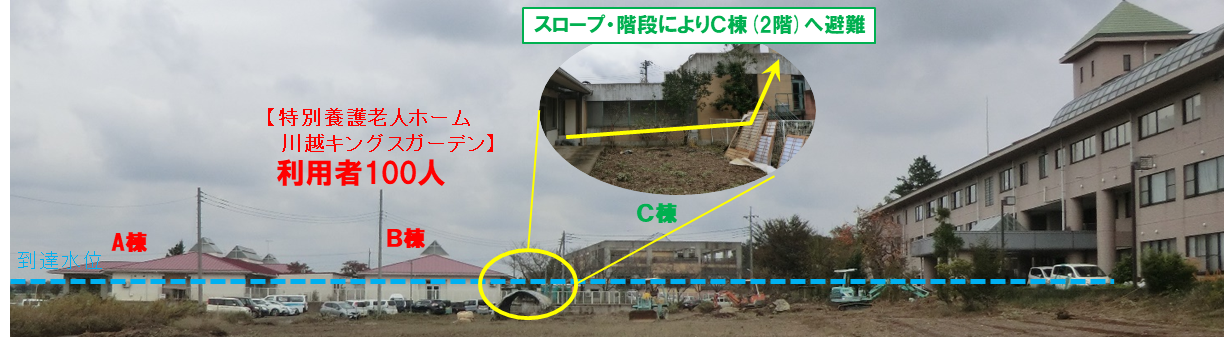 スロープ・階段によりC棟(2階)へ避難
【特別養護老人ホーム
川越キングスガーデン】
利用者100人
C棟
A棟
B棟
到達水位